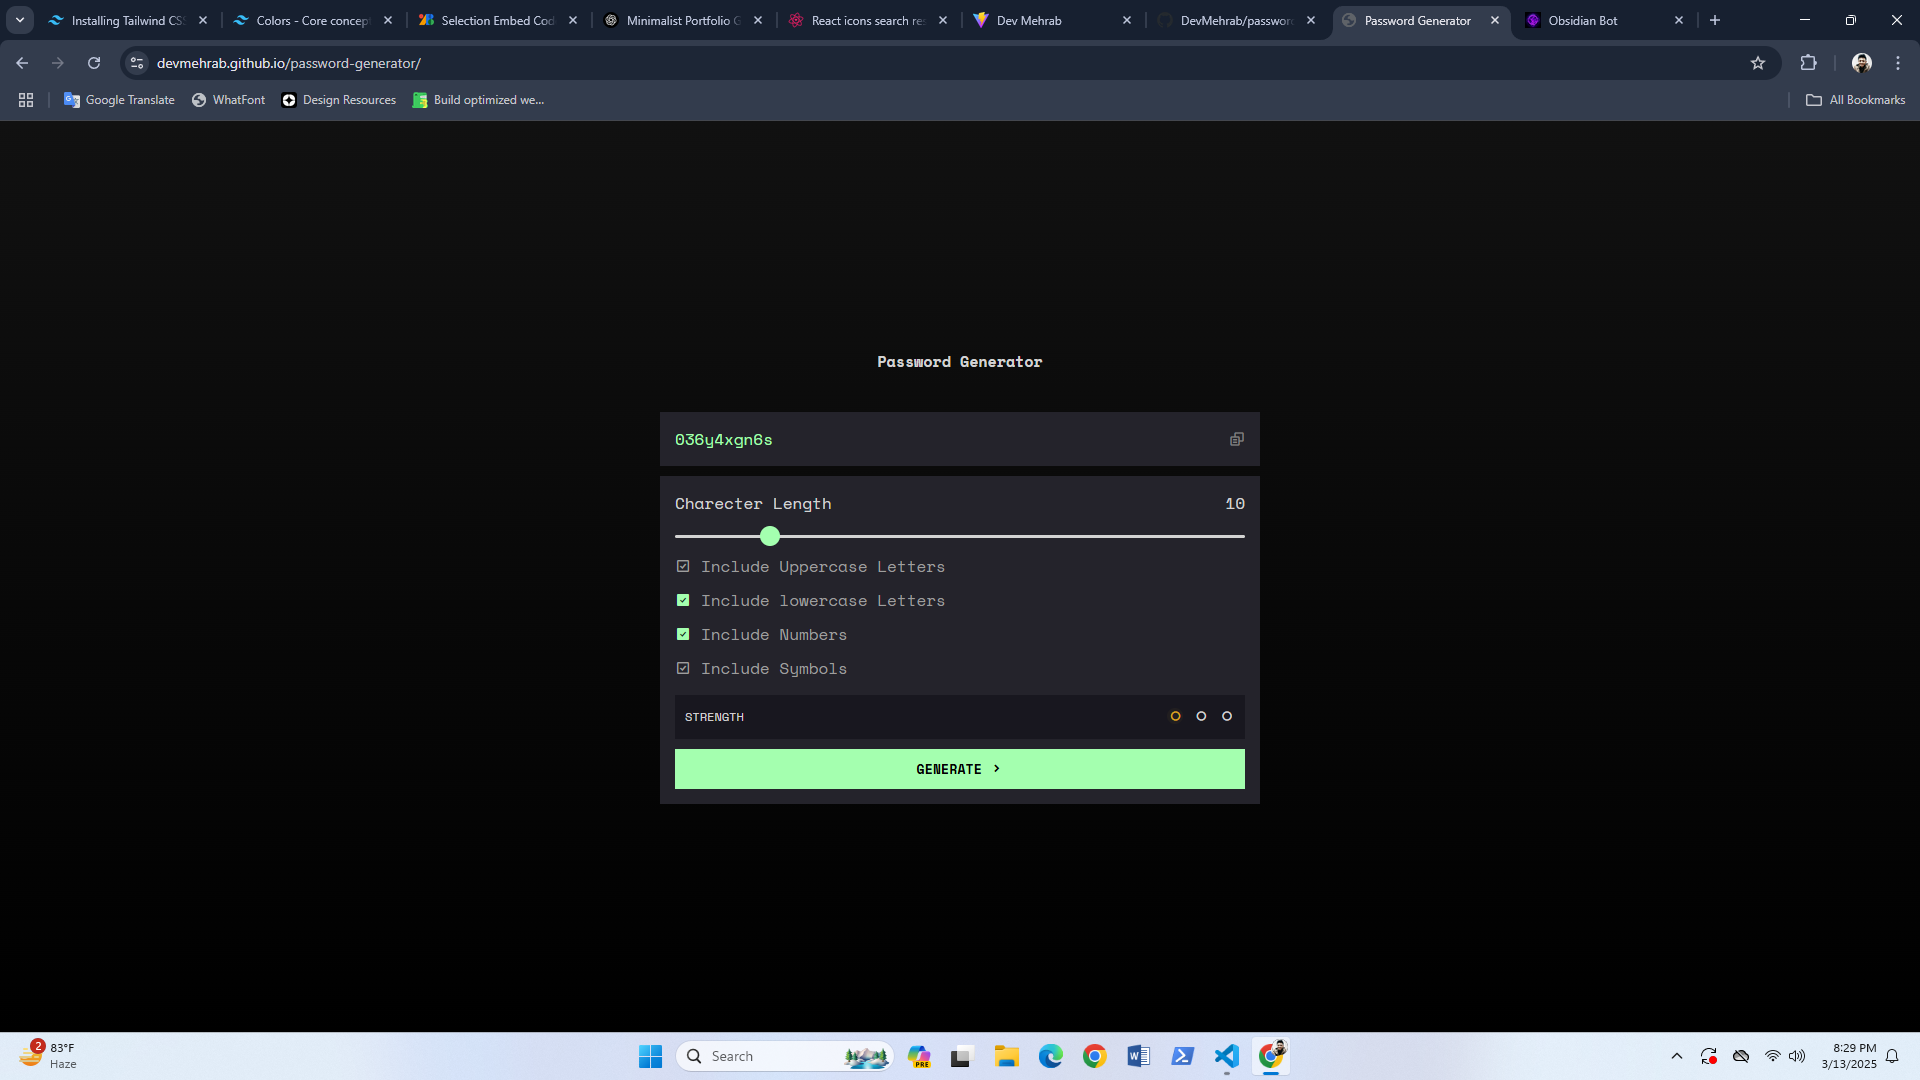 Installing Tailwind CSS
Colors - Core concept
Selection Embed Cod
Minimalist Portfolio G
React icons search res
Dev Mehrab
DevMehrab/password
Password Generator
Obsidian Bot
devmehrab.github.io/password-generator/
Google Translate
WhatFont
Design Resources
Build optimized we...
All Bookmarks
Password Generator
036y4xgn6s
Charecter Length 10
Include Uppercase Letters
Include lowercase Letters
Include Numbers
Include Symbols
STRENGTH
GENERATE >
2
83°F
Haze
Search
PRE
8:29 PM
3/13/2025